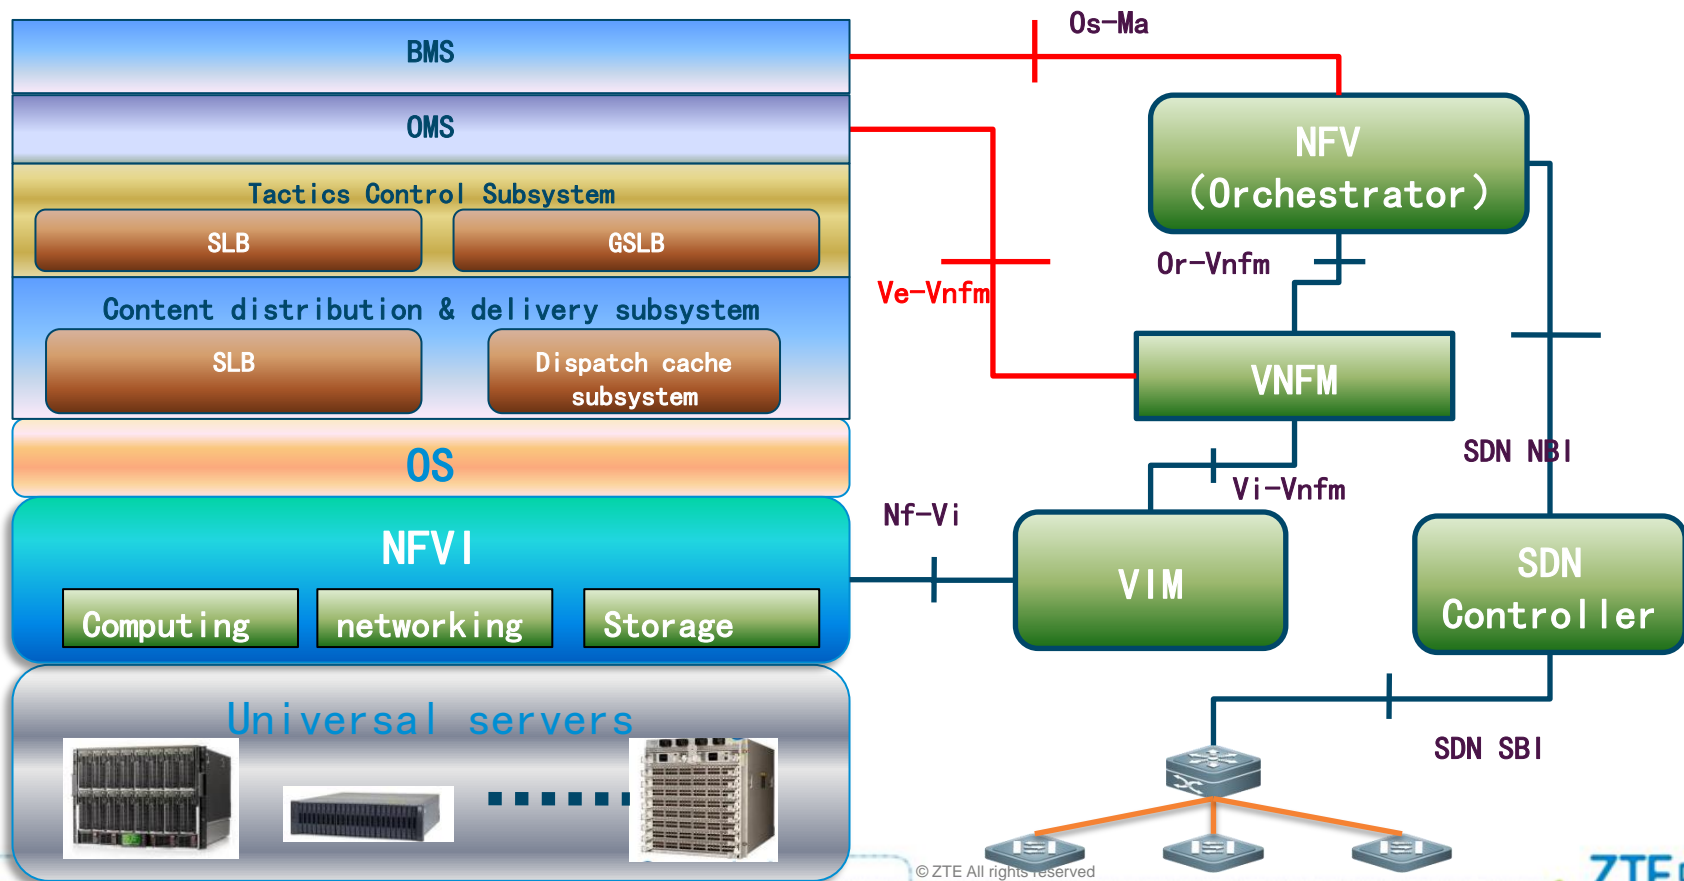 BMS
OMS
Tactics Control Subsystem
SLB
GSLB
Content distribution & delivery subsystem
SLB
Dispatch cache
subsystem
OS
NFVI
Computing
networking
Storage
Universal servers
Os-Ma
NFV
(Orchestrator)
Or-Vnfm
Ve-Vnfm
VNFM
SDN NBI
Vi-Vnfm
Nf-Vi
VIM
SDN
Controller
SDN SBI
© ZTE All rights reserved
ZTE